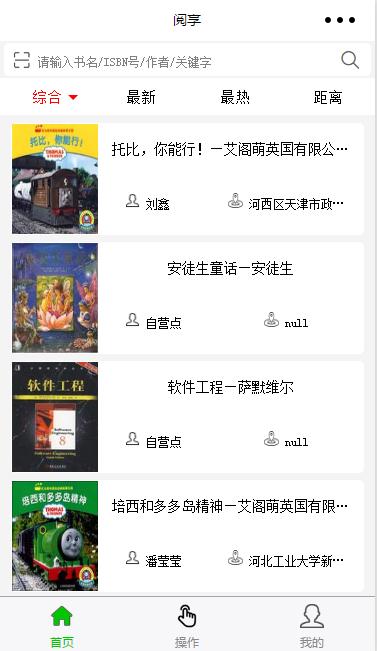 阅享
请输入书名/ISBN号/作者/关键字
综合
最新
最热
距离
托比，你能行！
THOMAS
托比，你能行！—艾阁萌英国有限公…
刘鑫
河西区天津市政…
安徒生童话—安徒生
自营点
null
软件工程
Software Engineering
8
软件工程—萨默维尔
自营点
null
培西和多多岛精神
THOMAS
培西和多多岛精神—艾阁萌英国有限…
潘莹莹
河北工业大学新…
首页
操作
我的